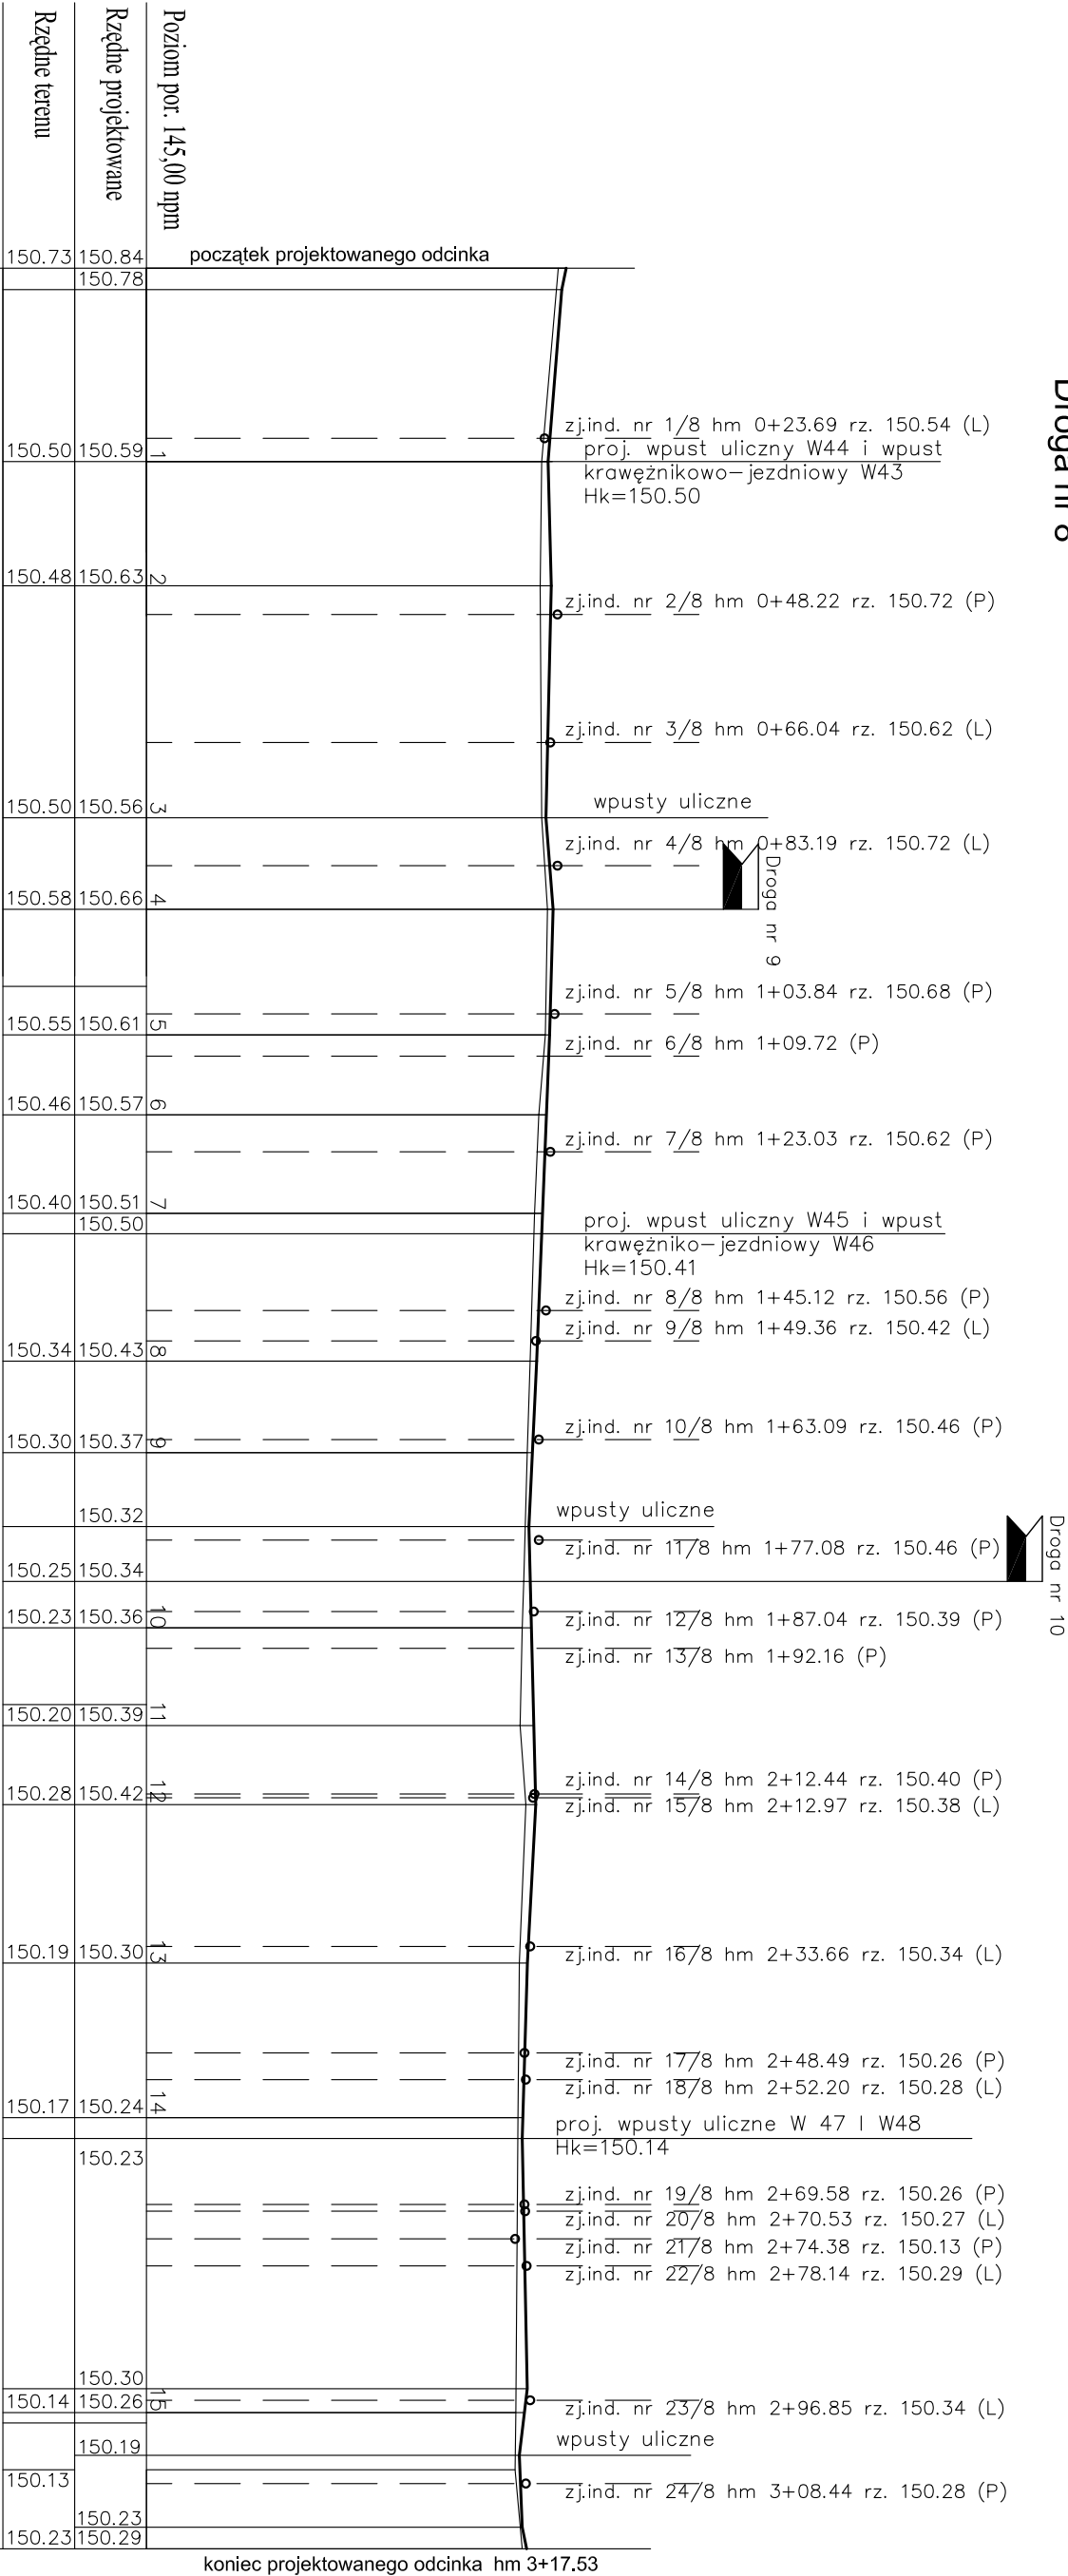 Droga nr 8
Poziom por. 145,00 npm
Rzędne projektowane
Rzędne terenu
150.73 150.84 początek projektowanego odcinka
150.78
zj.ind. nr 1/8 hm 0+23.69 rz. 150.54 (L)
150.50 150.59 1 proj. wpust uliczny W44 i wpust
krawężnikowo-jezdniowy W43
Hk=150.50
150.48 150.63 2
zj.ind. nr 2/8 hm 0+48.22 rz. 150.72 (P)
zj.ind. nr 3/8 hm 0+66.04 rz. 150.62 (L)
150.50 150.56 3 wpusty uliczne
zj.ind. nr 4/8 hm 0+83.19 rz. 150.72 (L)
Droga nr 9
150.58 150.66 4
zj.ind. nr 5/8 hm 1+03.84 rz. 150.68 (P)
150.55 150.61 5
zj.ind. nr 6/8 hm 1+09.72 (P)
150.46 150.57 6
zj.ind. nr 7/8 hm 1+23.03 rz. 150.62 (P)
150.40 150.51 7
150.50 proj. wpust uliczny W45 i wpust
krawężniko-jezdniowy W46
Hk=150.41
zj.ind. nr 8/8 hm 1+45.12 rz. 150.56 (P)
zj.ind. nr 9/8 hm 1+49.36 rz. 150.42 (L)
150.34 150.43 8
zj.ind. nr 10/8 hm 1+63.09 rz. 150.46 (P)
150.30 150.37 9
150.32 wpusty uliczne
zj.ind. nr 11/8 hm 1+77.08 rz. 150.46 (P)
Droga nr 10
150.25 150.34
150.23 150.36 10 zj.ind. nr 12/8 hm 1+87.04 rz. 150.39 (P)
zj.ind. nr 13/8 hm 1+92.16 (P)
150.20 150.39 11
zj.ind. nr 14/8 hm 2+12.44 rz. 150.40 (P)
150.28 150.42 12
zj.ind. nr 15/8 hm 2+12.97 rz. 150.38 (L)
150.19 150.30 13 zj.ind. nr 16/8 hm 2+33.66 rz. 150.34 (L)
zj.ind. nr 17/8 hm 2+48.49 rz. 150.26 (P)
zj.ind. nr 18/8 hm 2+52.20 rz. 150.28 (L)
150.17 150.24 14
proj. wpusty uliczne W 47 I W48
Hk=150.14
150.23
zj.ind. nr 19/8 hm 2+69.58 rz. 150.26 (P)
zj.ind. nr 20/8 hm 2+70.53 rz. 150.27 (L)
zj.ind. nr 21/8 hm 2+74.38 rz. 150.13 (P)
zj.ind. nr 22/8 hm 2+78.14 rz. 150.29 (L)
150.30
150.14 150.26 15 zj.ind. nr 23/8 hm 2+96.85 rz. 150.34 (L)
wpusty uliczne
150.19
150.13
zj.ind. nr 24/8 hm 3+08.44 rz. 150.28 (P)
150.23
150.23 150.29
koniec projektowanego odcinka hm 3+17.53